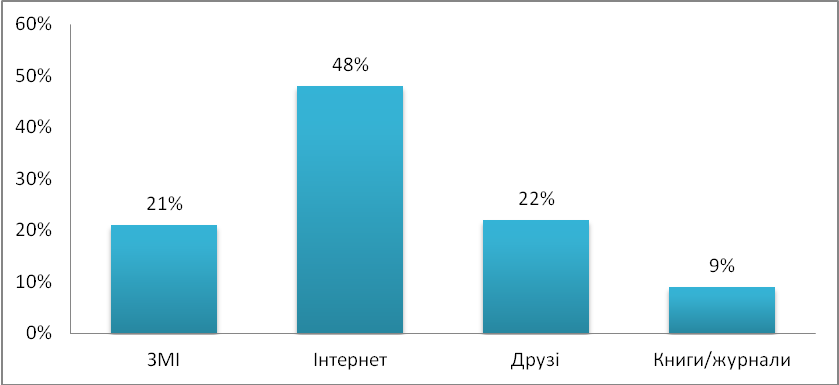 60%
50%
40%
30%
20%
10%
0%
21%
48%
22%
9%
ЗМІ
Інтернет
Друзі
Книги/журнали